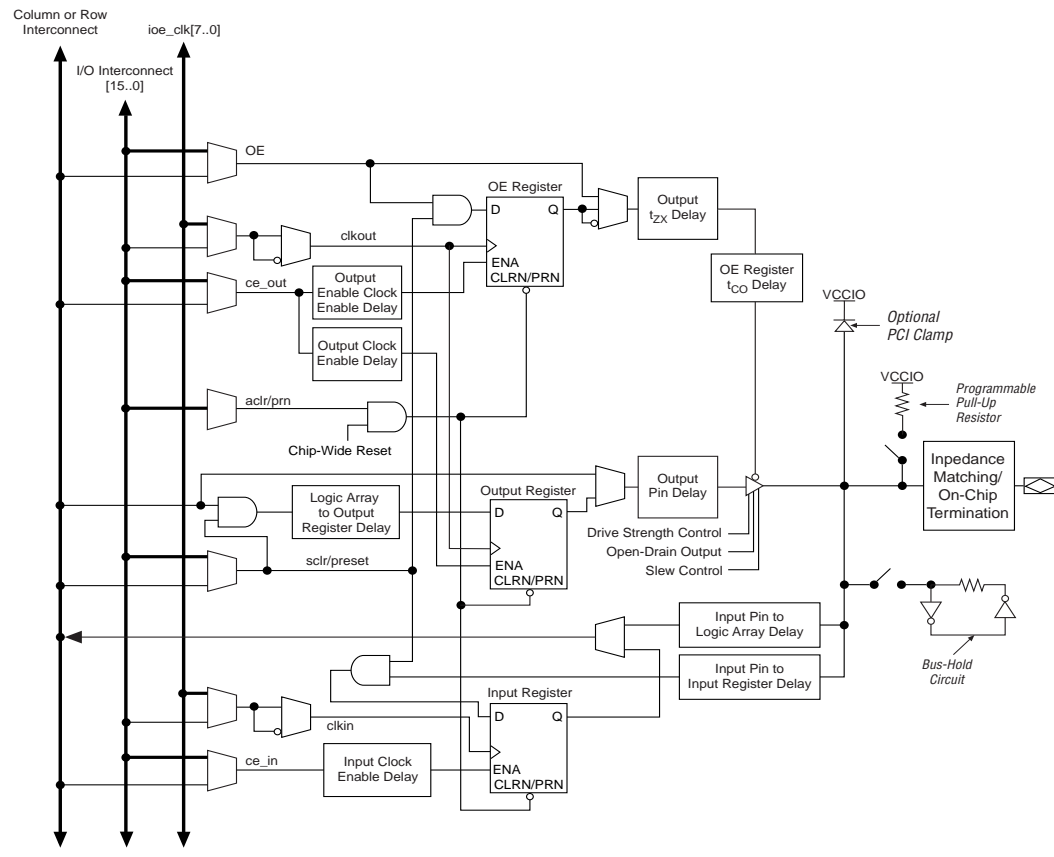 Column or Row
Interconnect
ioe_clk[7..0]
I/O Interconnect
[15..0]
OE
OE Register
D
Q
ENA
CLRN/PRN
Output
tZX Delay
clkout
ce_out
Output
Enable Clock
Enable Delay
OE Register
tCO Delay
Output Clock
Enable Delay
VCCIO
Optional
PCI Clamp
VCCIO
Programmable
Pull-Up
Resistor
aclr/prn
Chip-Wide Reset
Impedance
Matching/
On-Chip
Termination
Output
Pin Delay
Logic Array
to Output
Register Delay
Output Register
D
Q
ENA
CLRN/PRN
Drive Strength Control
Open-Drain Output
Slew Control
sclr/preset
Input Pin to
Logic Array Delay
Input Pin to
Input Register Delay
Bus-Hold
Circuit
Input Register
D
Q
ENA
CLRN/PRN
clkin
ce_in
Input Clock
Enable Delay